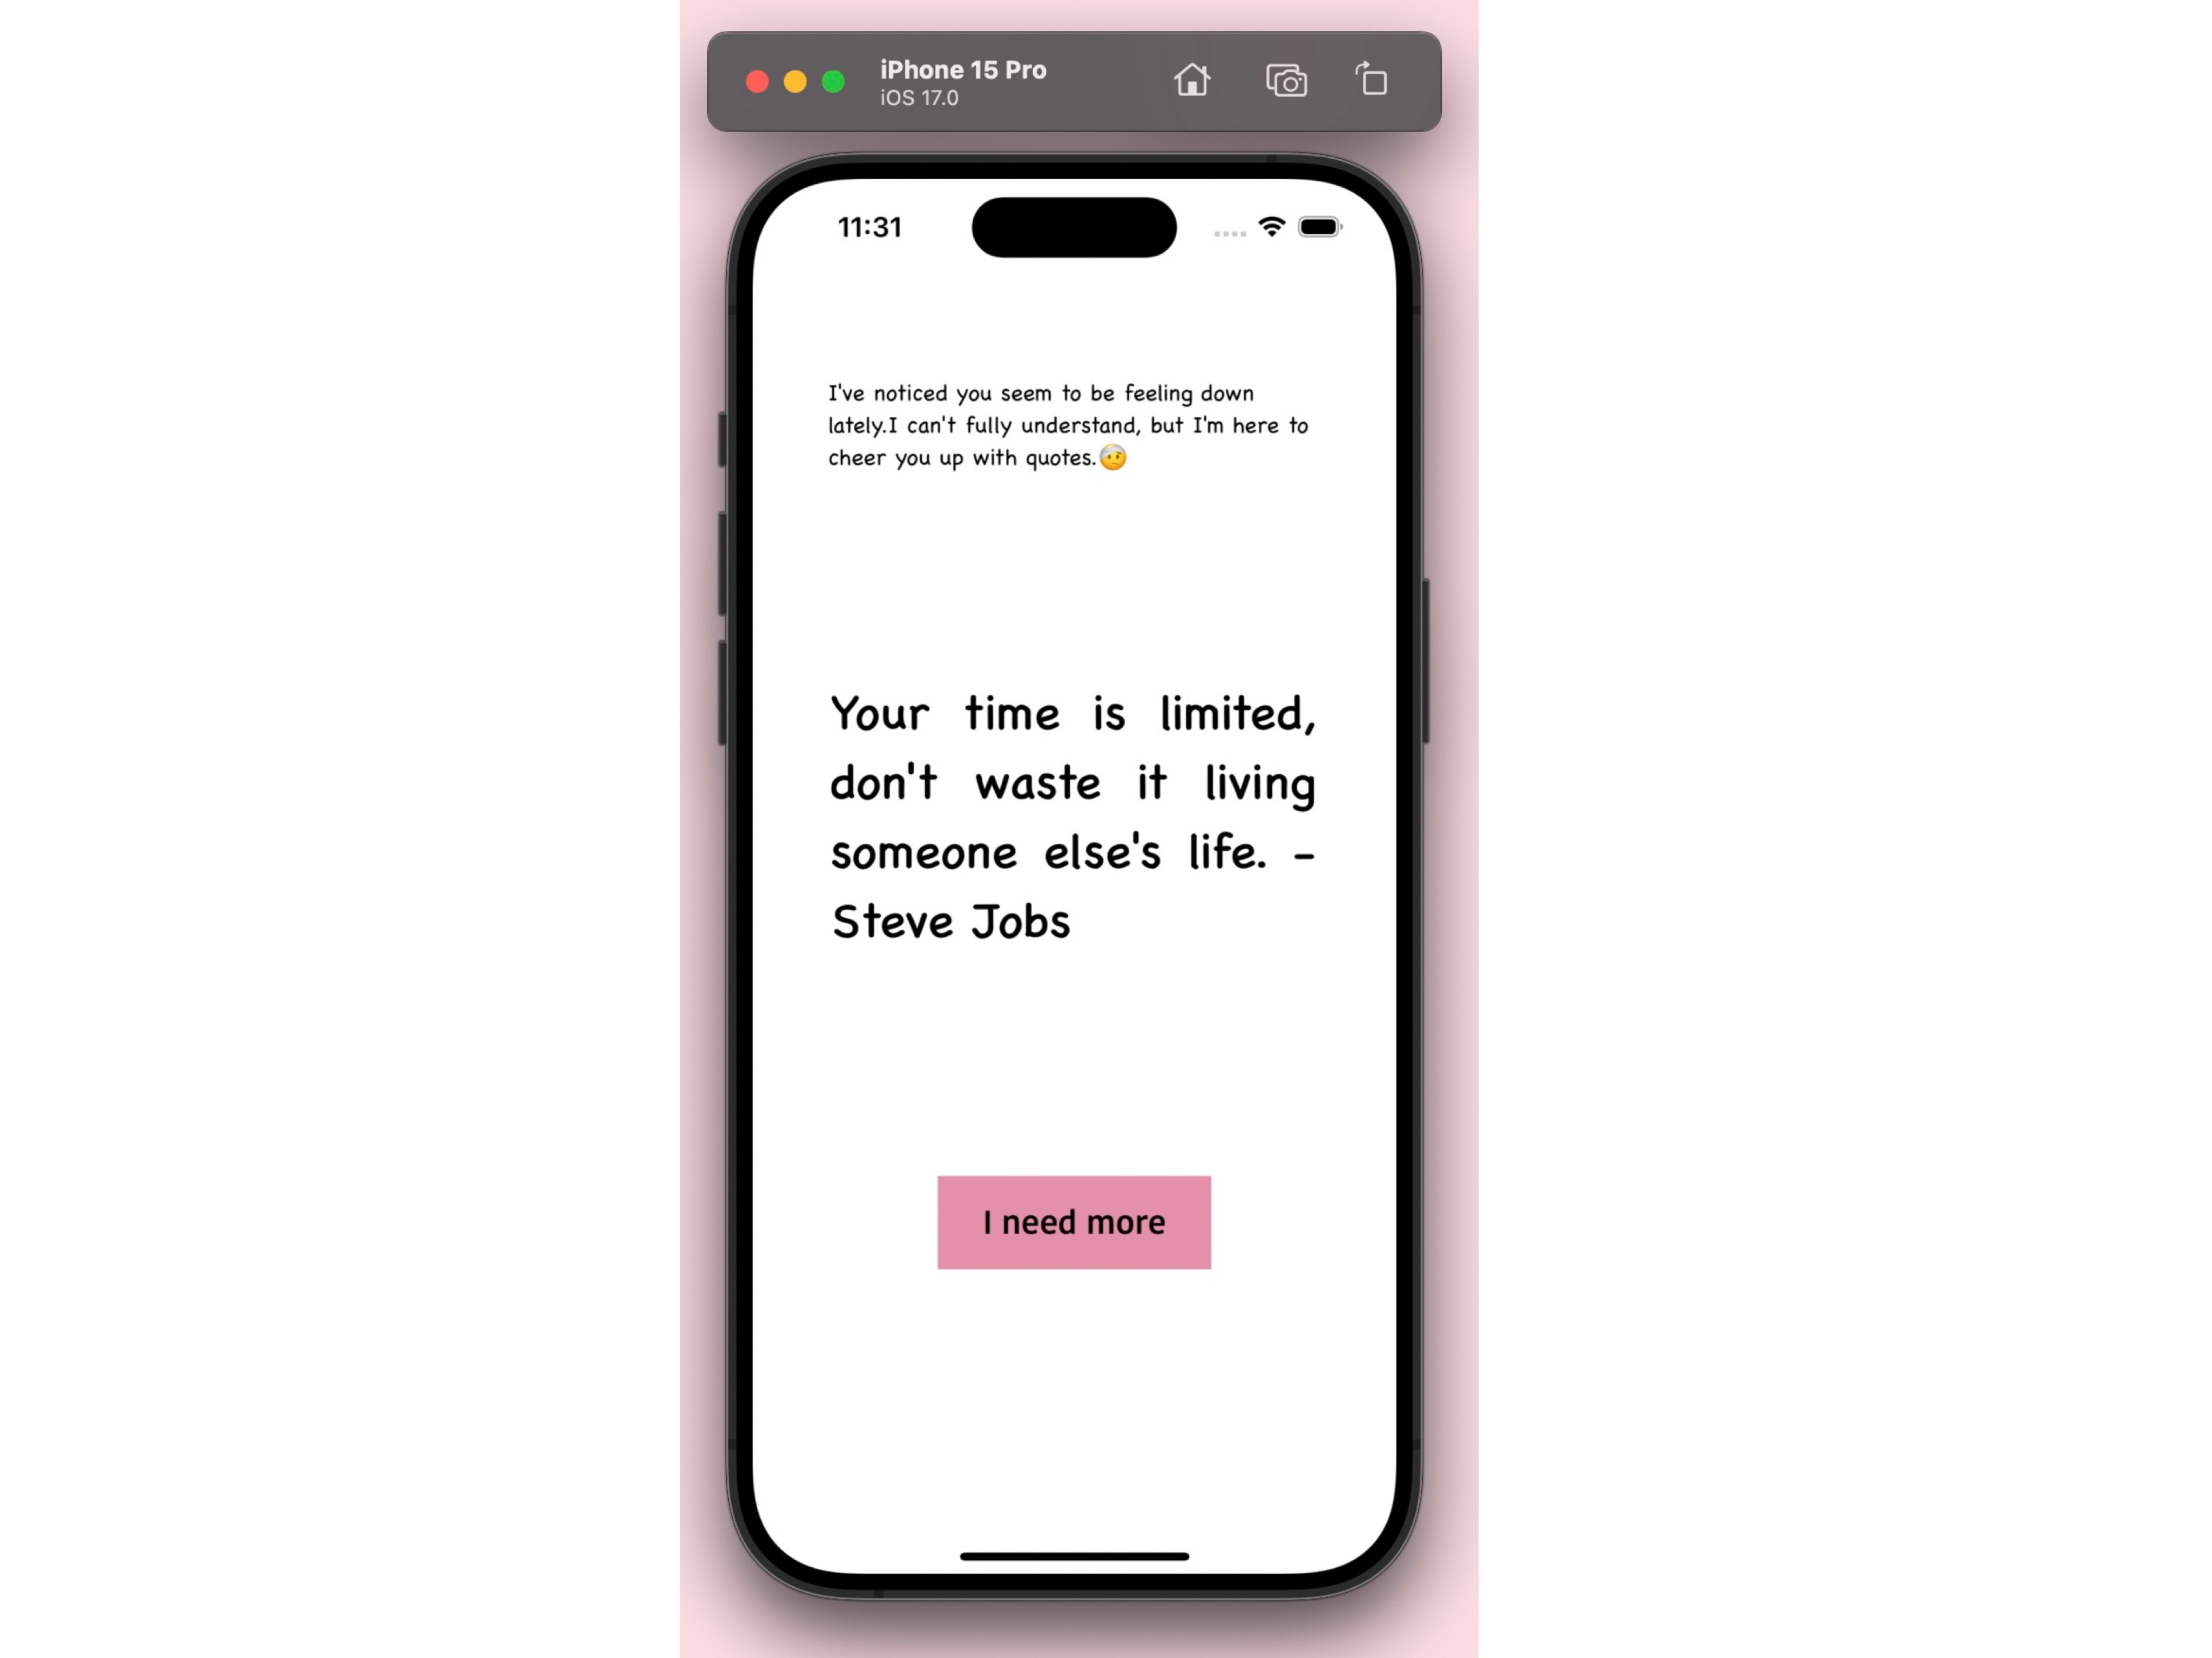 iPhone 15 Pro
iOS 17.0
11:31
I've noticed you seem to be feeling down
lately.I can't fully understand, but I'm here to
cheer you up with quotes.🤕
Your time is limited,
don't waste it living
someone else's life. –
Steve Jobs
I need more